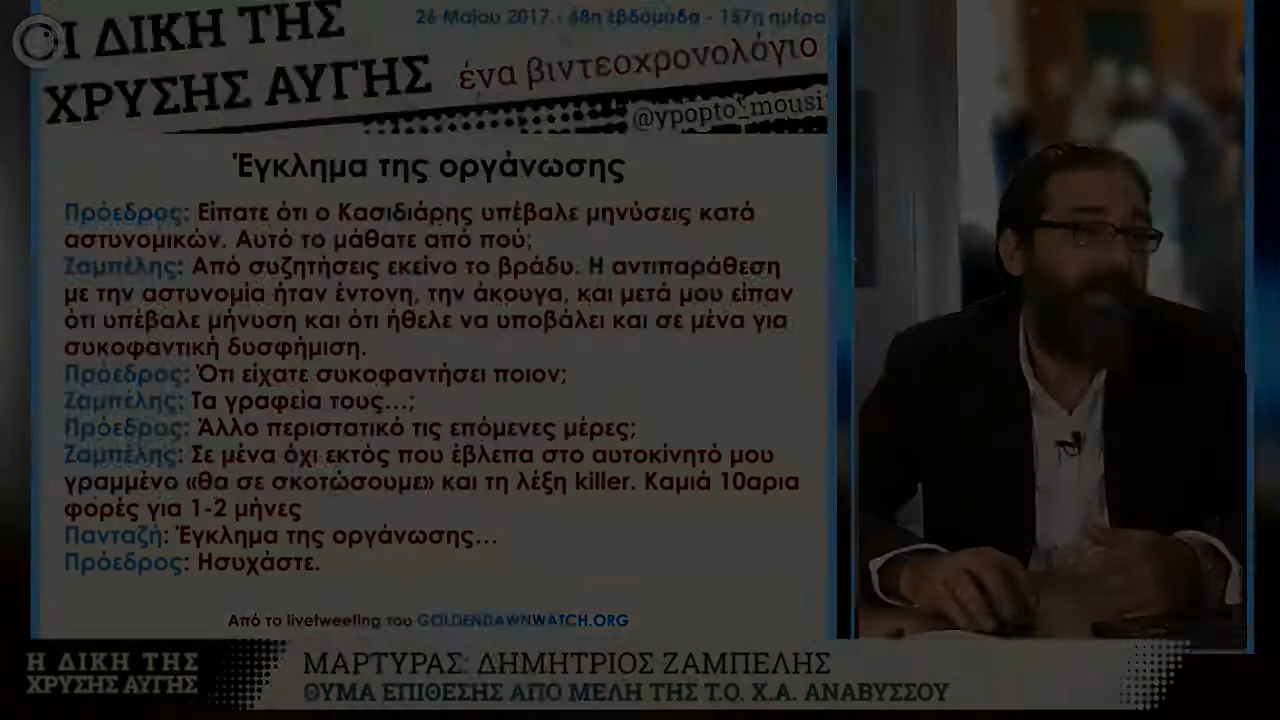 26 Μαΐου 2017 - 68η εβδομάδα - 157η ημέρα
Η ΔΙΚΗ ΤΗΣ
ΧΡΥΣΗΣ ΑΥΓΗΣ
ένα βιντεοχρονολόγιο
@ypopto_mousi
Έγκλημα της οργάνωσης
Πρόεδρος: Είπατε ότι ο Κασιδιάρης υπέβαλε μηνύσεις κατά
αστυνομικών. Αυτό το μάθατε από πού;
Ζαμπέλης: Από συζητήσεις εκείνο το βράδυ. Η αντιπαράθεση
με την αστυνομία ήταν έντονη, την άκουγα, και μετά μου είπαν
ότι υπέβαλε μήνυση και ότι ήθελε να υποβάλει και σε μένα για
συκοφαντική δυσφήμιση.
Πρόεδρος: Ότι είχατε συκοφαντήσει ποιον;
Ζαμπέλης: Τα γραφεία τους...;
Πρόεδρος: Άλλο περιστατικό τις επόμενες μέρες;
Ζαμπέλης: Σε μένα όχι εκτός που έβλεπα στο αυτοκίνητό μου
γραμμένο «θα σε σκοτώσουμε» και τη λέξη killer. Καμιά 10αρια
φορές για 1-2 μήνες
Πανταζή: Έγκλημα της οργάνωσης...
Πρόεδρος: Ησυχάστε.
Από το livetweeting του GOLDENDAWNWATCH.ORG
Η ΔΙΚΗ ΤΗΣ
ΧΡΥΣΗΣ ΑΥΓΗΣ
ΜΑΡΤΥΡΑΣ: ΔΗΜΗΤΡΙΟΣ ΖΑΜΠΕΛΗΣ
ΘΥΜΑ ΕΠΙΘΕΣΗΣ ΑΠΟ ΜΕΛΗ ΤΗΣ Τ.Ο. Χ.Α. ΑΝΑΒΥΣΣΟΥ